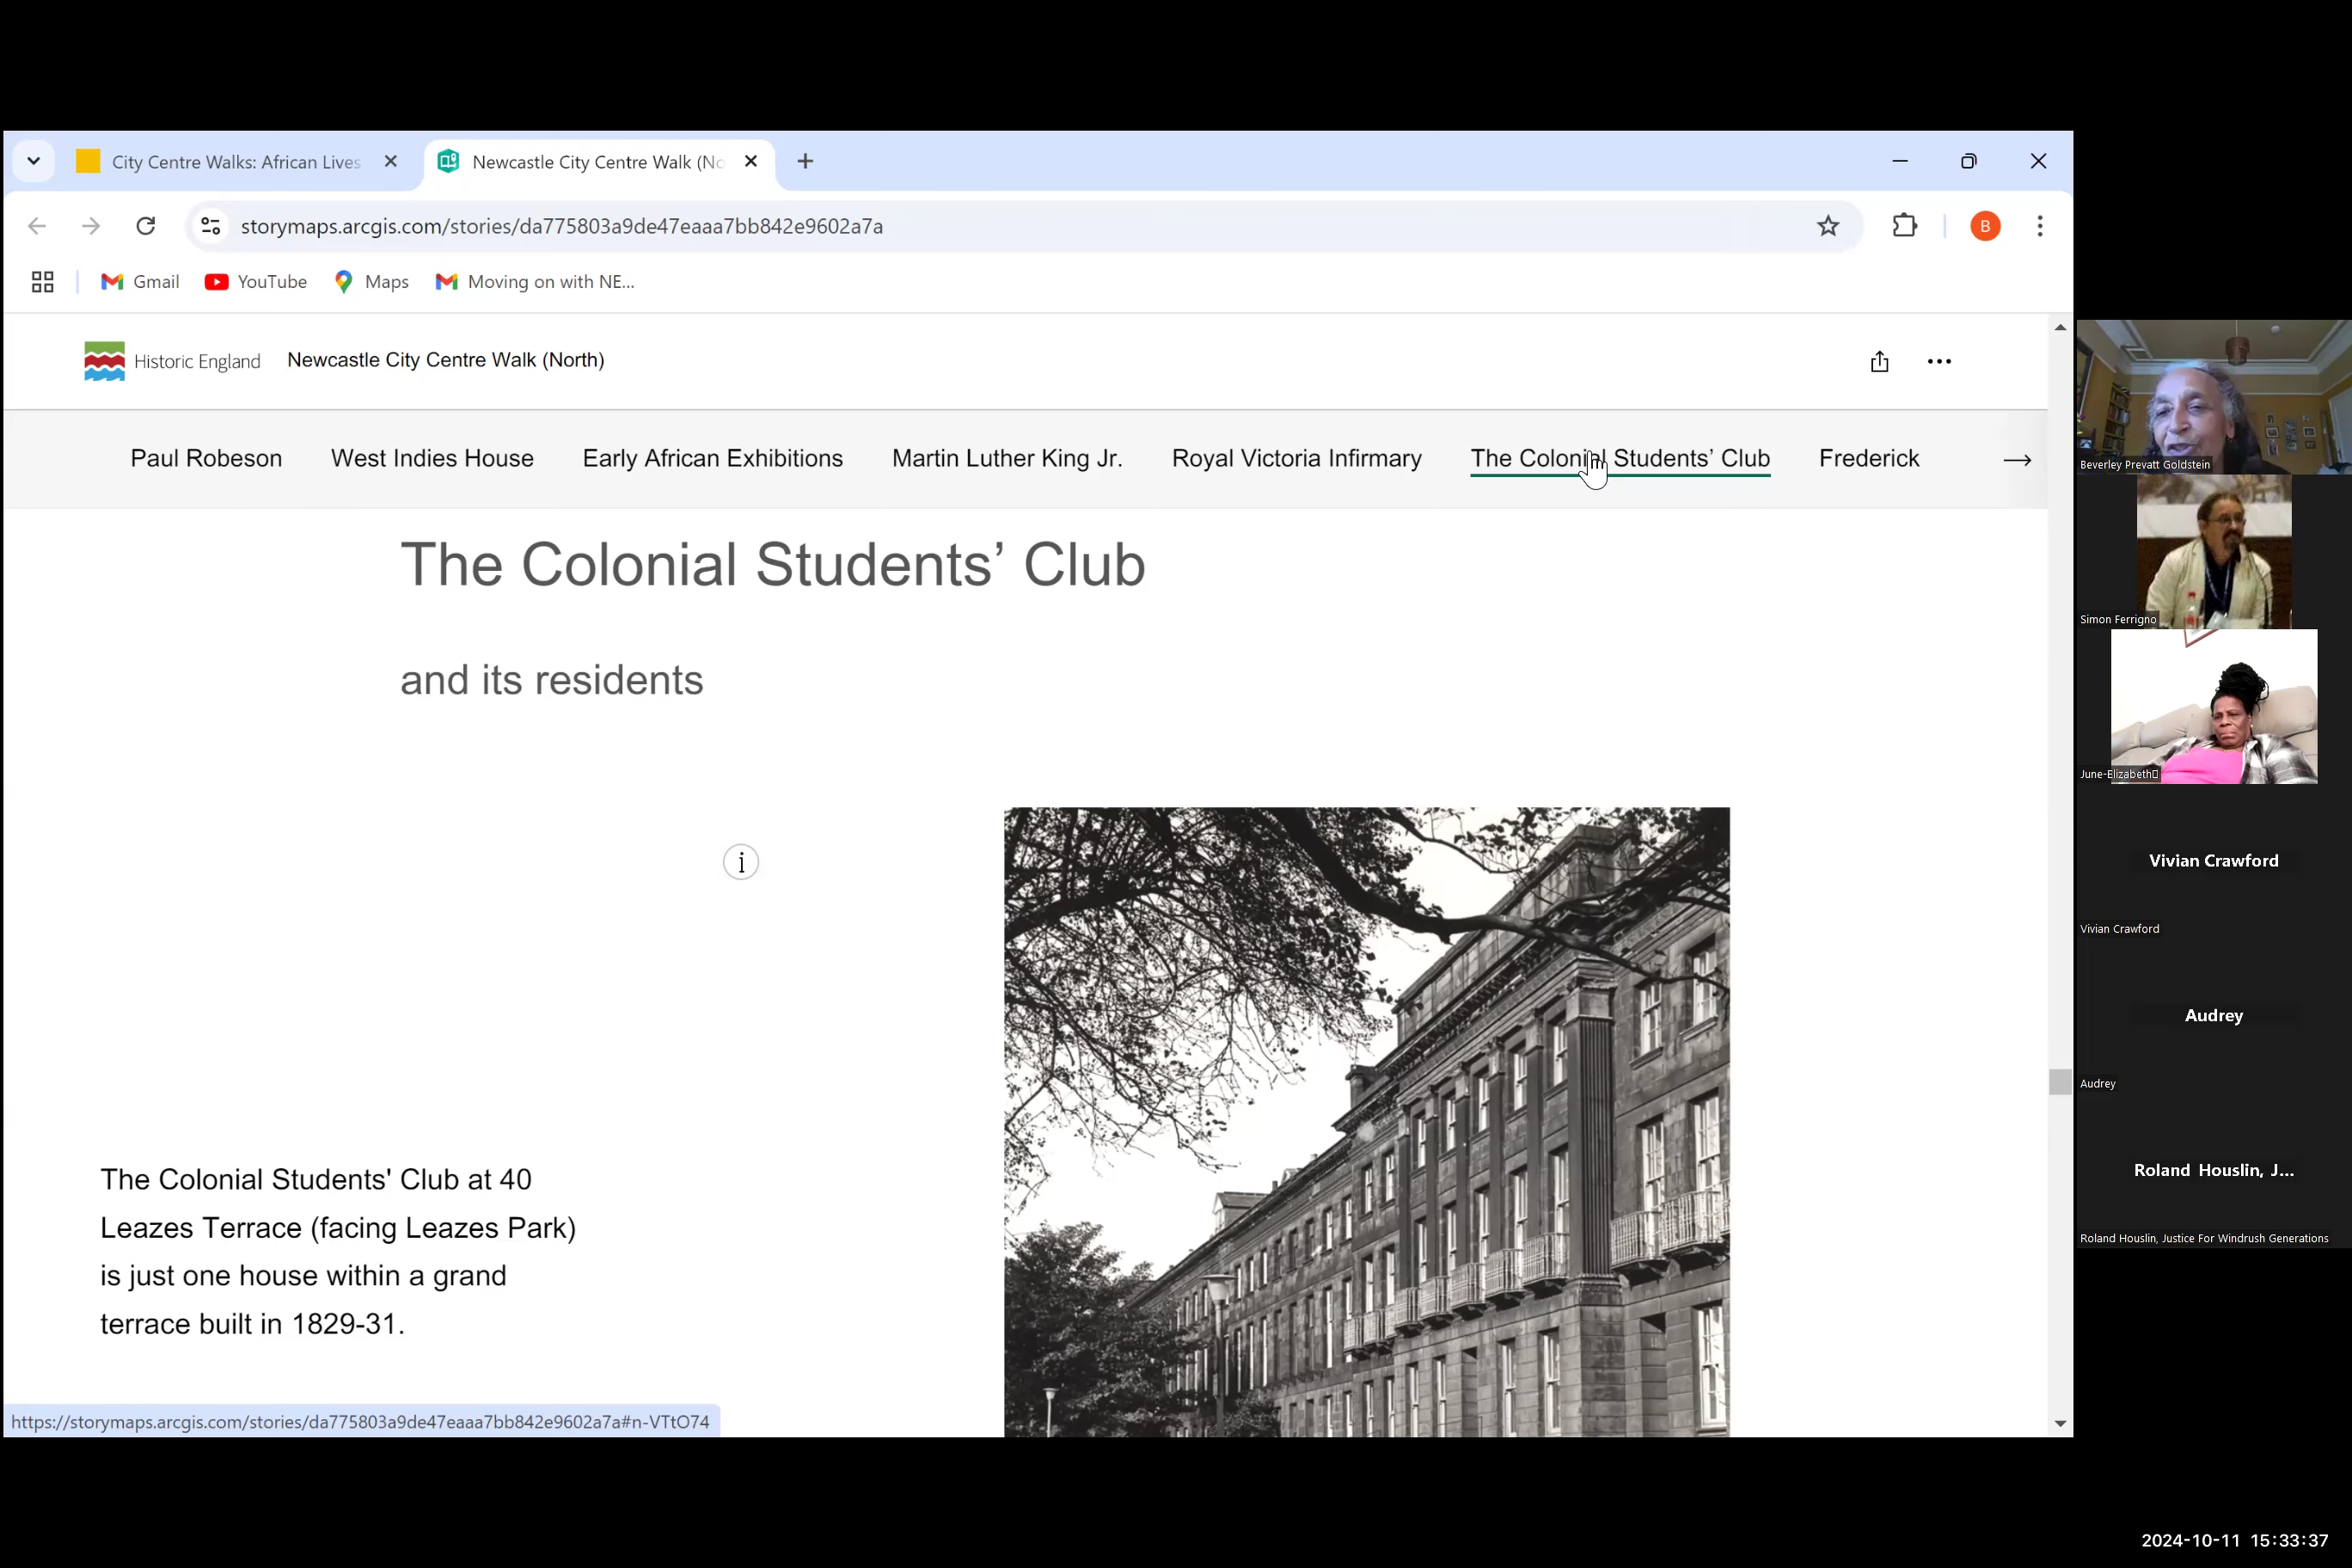 City Centre Walks: African Lives
Newcastle City Centre Walk (No
storymaps.arcgis.com/stories/da775803a9de47eaaa7bb842e9602a7a
B
Gmail
YouTube
Maps
Moving on with NE...
Historic England
Newcastle City Centre Walk (North)
Paul Robeson
West Indies House
Early African Exhibitions
Martin Luther King Jr.
Royal Victoria Infirmary
The Colonial Students’ Club
Frederick
The Colonial Students’ Club
and its residents
i
The Colonial Students' Club at 40
Leazes Terrace (facing Leazes Park)
is just one house within a grand
terrace built in 1829-31.
https://storymaps.arcgis.com/stories/da775803a9de47eaaa7bb842e9602a7a#n-VTtO74
Beverley Prevatt Goldstein
Simon Ferrigno
June-Elizabeth
Vivian Crawford
Vivian Crawford
Audrey
Audrey
Roland Houslin, J...
Roland Houslin, Justice For Windrush Generations
2024-10-11 15:33:37